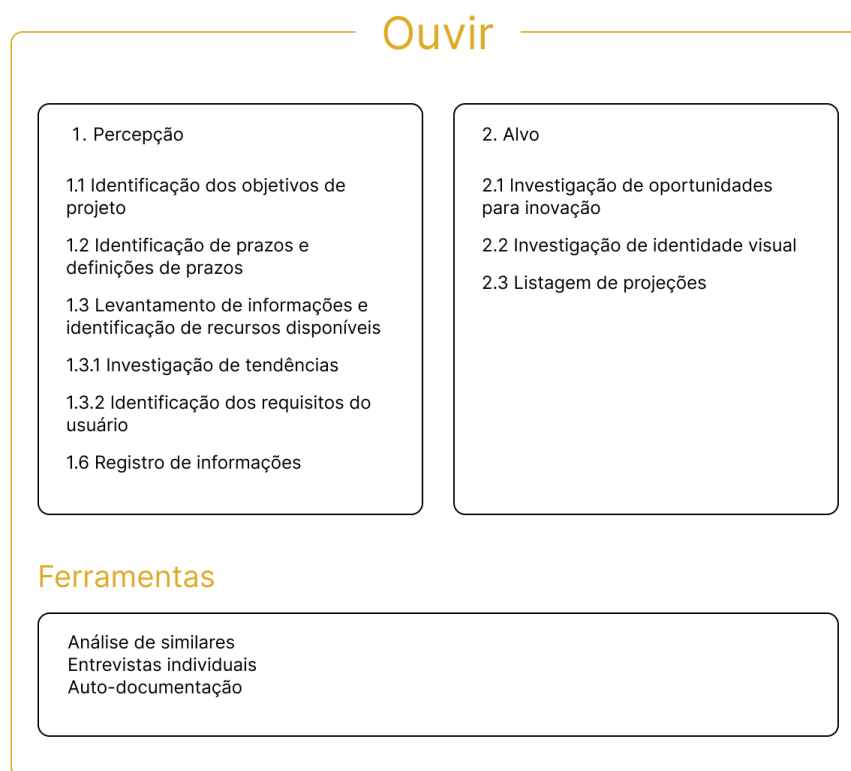 Ouvir
1. Percepção
1.1 Identificação dos objetivos de
projeto
1.2 Identificação de prazos e
definições de prazos
1.3 Levantamento de informações e
identificação de recursos disponíveis
1.3.1 Investigação de tendências
1.3.2 Identificação dos requisitos do
usuário
1.6 Registro de informações
2. Alvo
2.1 Investigação de oportunidades
para inovação
2.2 Investigação de identidade visual
2.3 Listagem de projeções
Ferramentas
Análise de similares
Entrevistas individuais
Auto-documentação